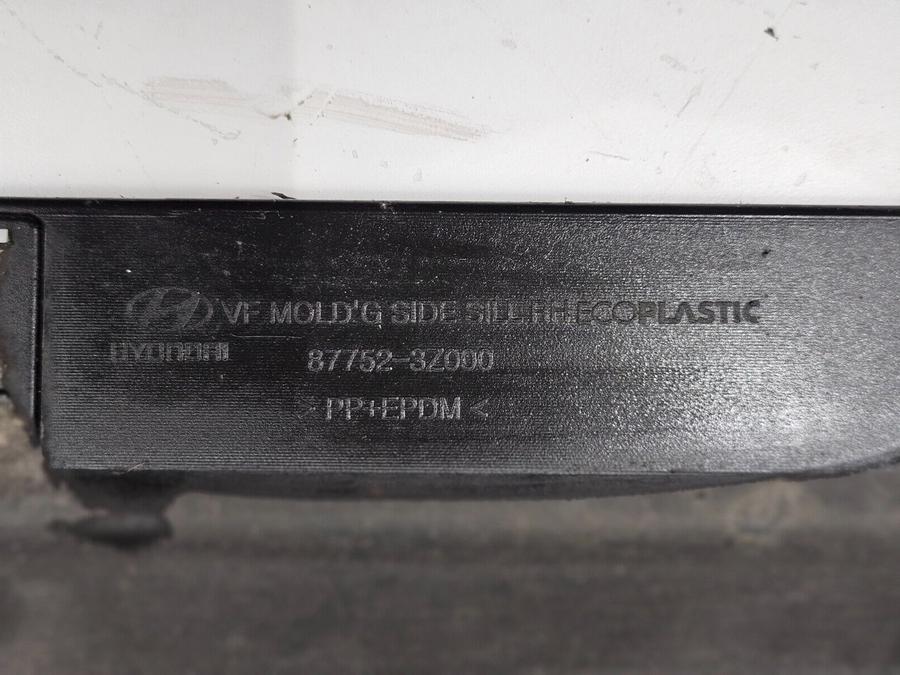 VF MOLD'G SIDE SILL.RH ECOPLASTIC
HYUNDAI
87752-3Z000
> PP+EPDM <